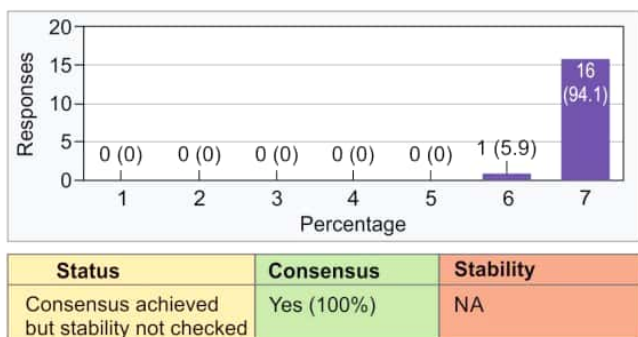 20
15
10
5
0
Responses
0 (0) 0 (0) 0 (0) 0 (0) 0 (0) 1 (5.9) 16
(94.1)
1 2 3 4 5 6 7
Percentage
Status Consensus Stability
Consensus achieved Yes (100%) NA
but stability not checked